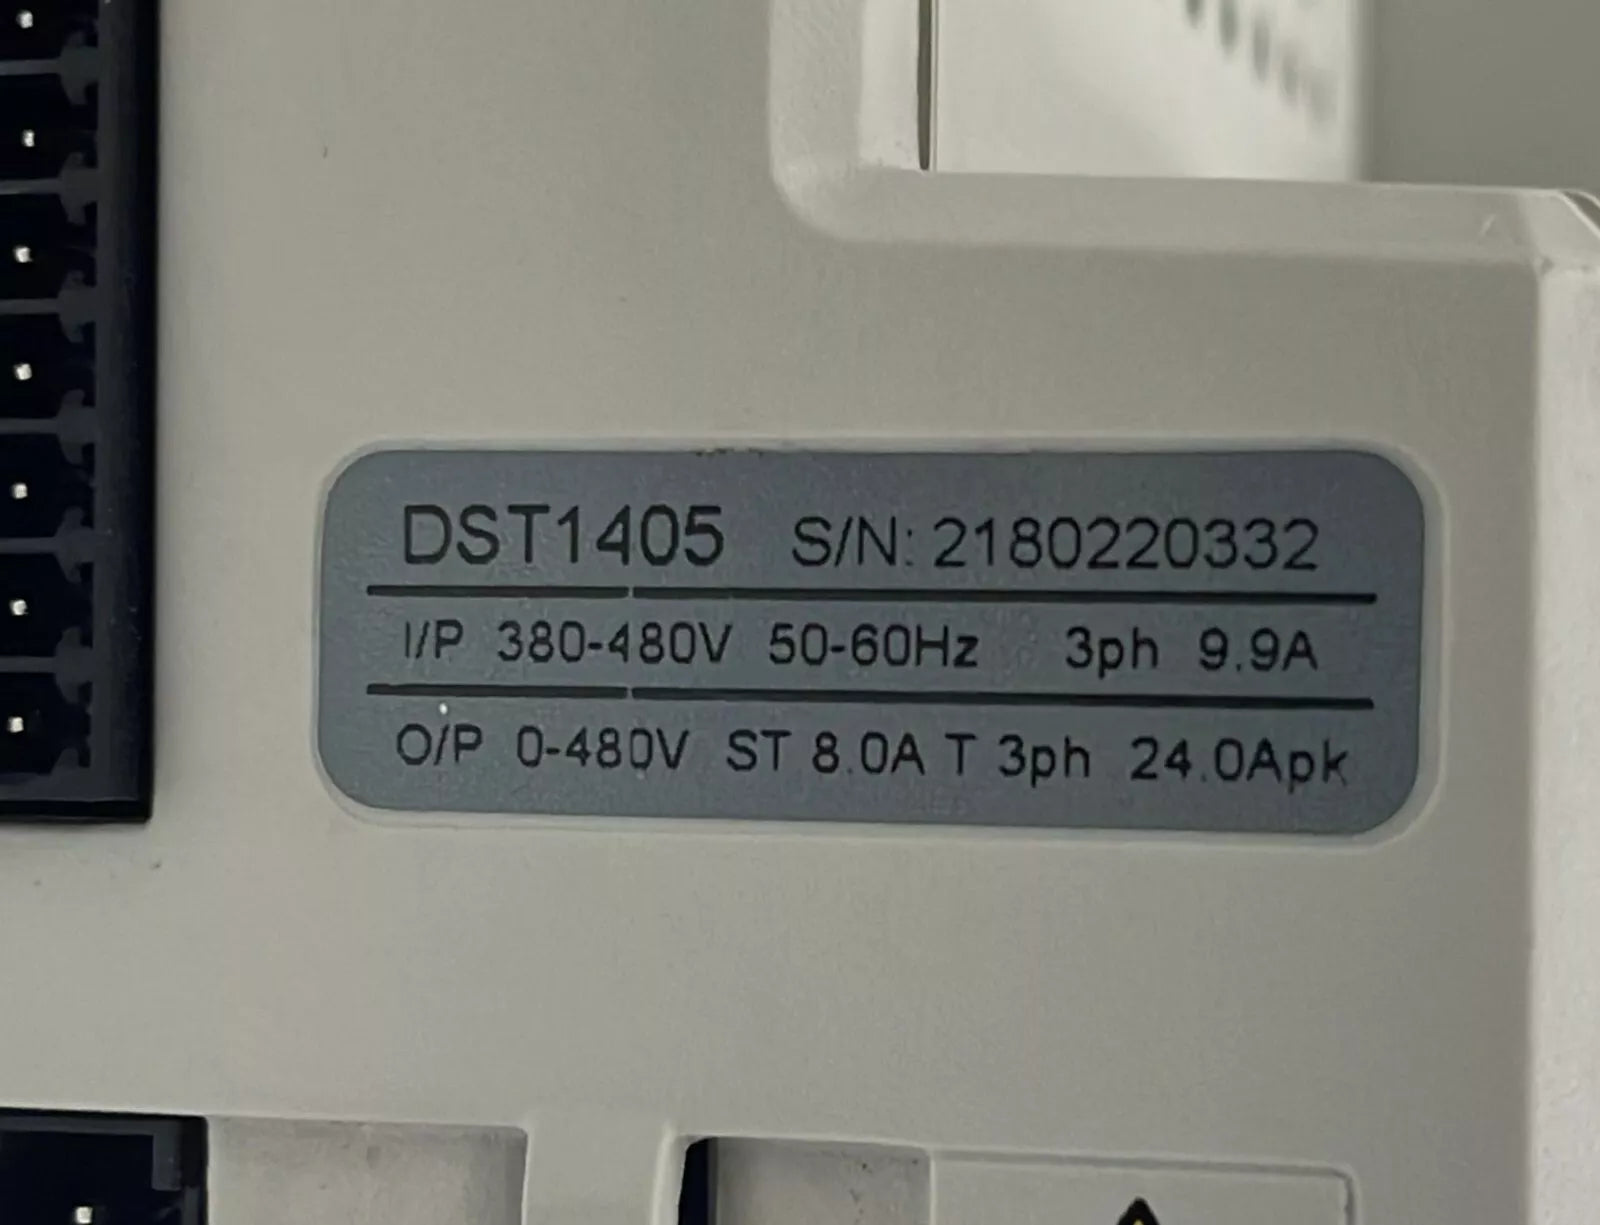 DST1405 S/N: 2180220332
I/P 380-480V 50-60Hz 3ph 9.9A
O/P 0-480V ST 8.0A T 3ph 24.0Apk